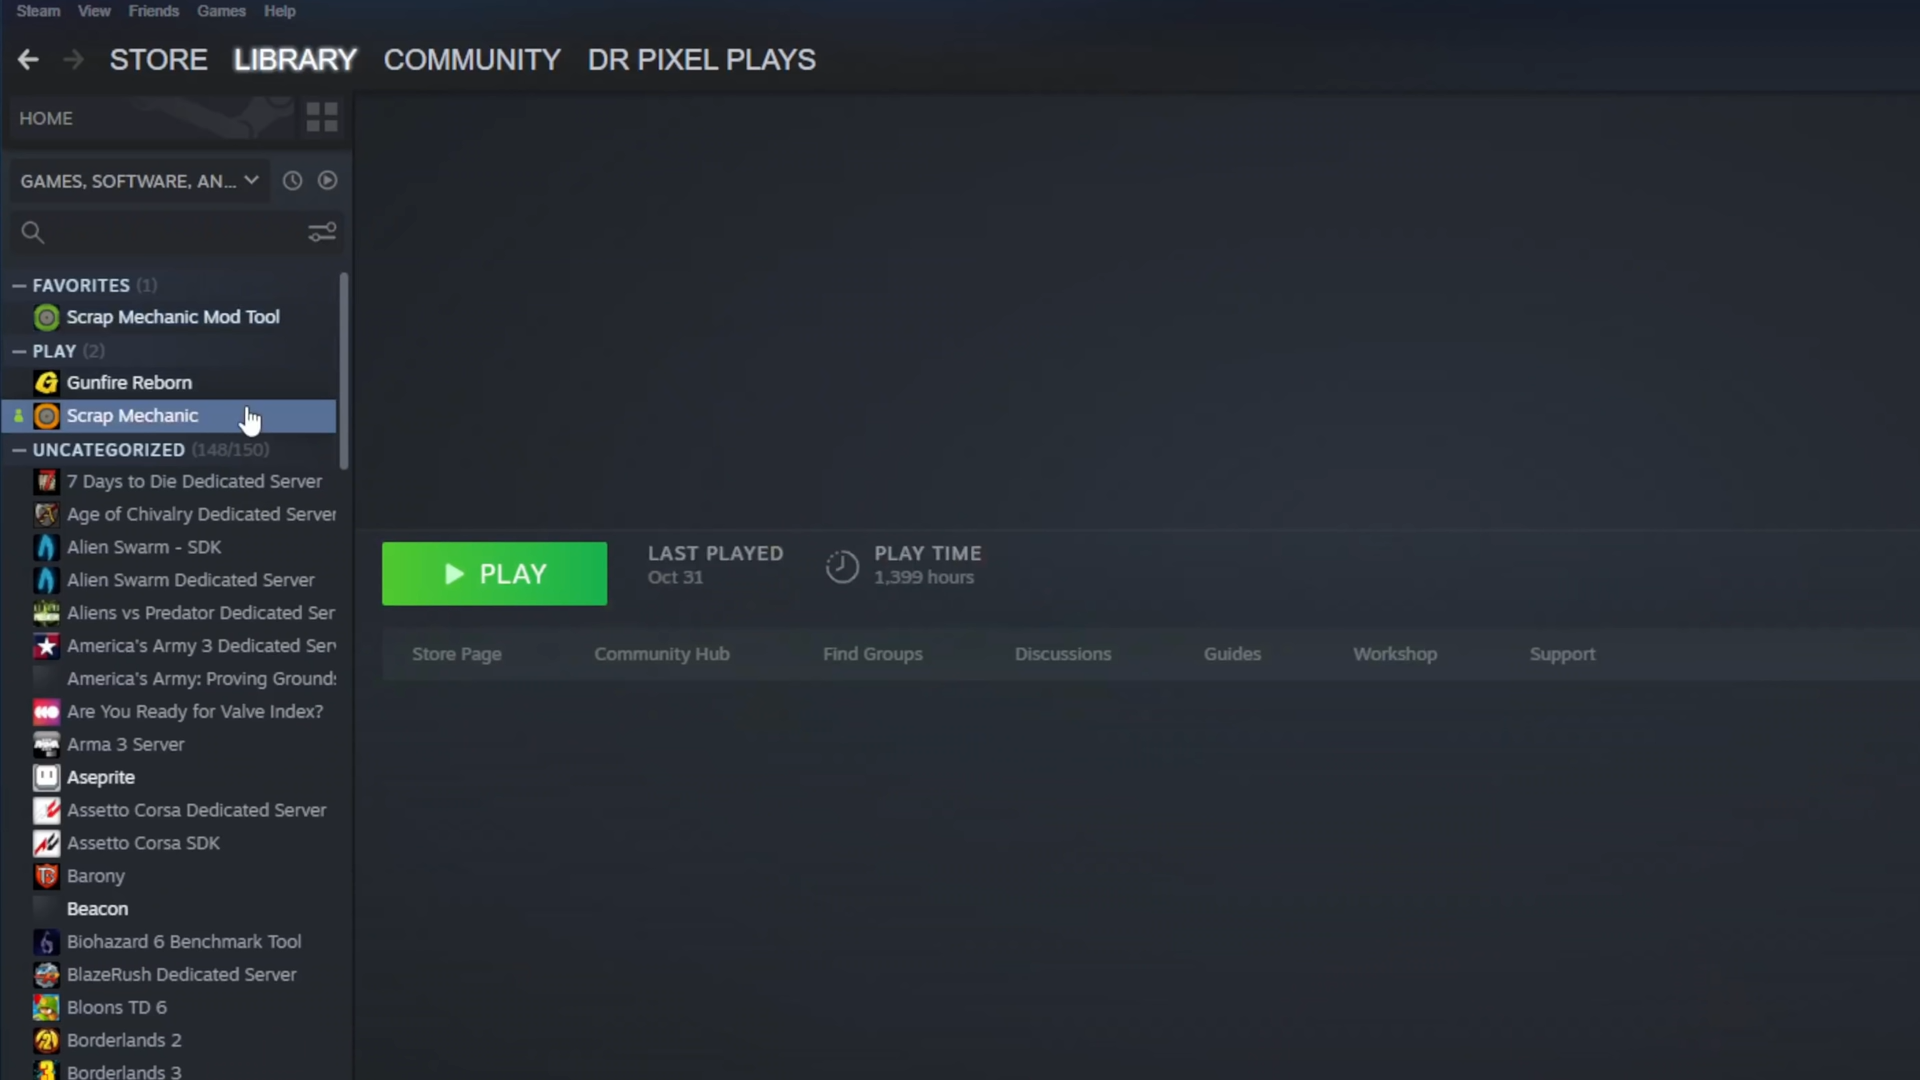 Steam View Friends Games Help
STORE LIBRARY COMMUNITY DR PIXEL PLAYS
HOME
GAMES, SOFTWARE, AN...
— FAVORITES (1)
Scrap Mechanic Mod Tool
— PLAY (2)
Gunfire Reborn
Scrap Mechanic
— UNCATEGORIZED (148/150)
7 Days to Die Dedicated Server
Age of Chivalry Dedicated Server
Alien Swarm - SDK
Alien Swarm Dedicated Server
Aliens vs Predator Dedicated Ser
America's Army 3 Dedicated Serv
America's Army: Proving Grounds
Are You Ready for Valve Index?
Arma 3 Server
Aseprite
Assetto Corsa Dedicated Server
Assetto Corsa SDK
Barony
Beacon
Biohazard 6 Benchmark Tool
BlazeRush Dedicated Server
Bloons TD 6
Borderlands 2
Borderlands 3
PLAY
LAST PLAYED
Oct 31
PLAY TIME
1,399 hours
Store Page Community Hub Find Groups Discussions Guides Workshop Support